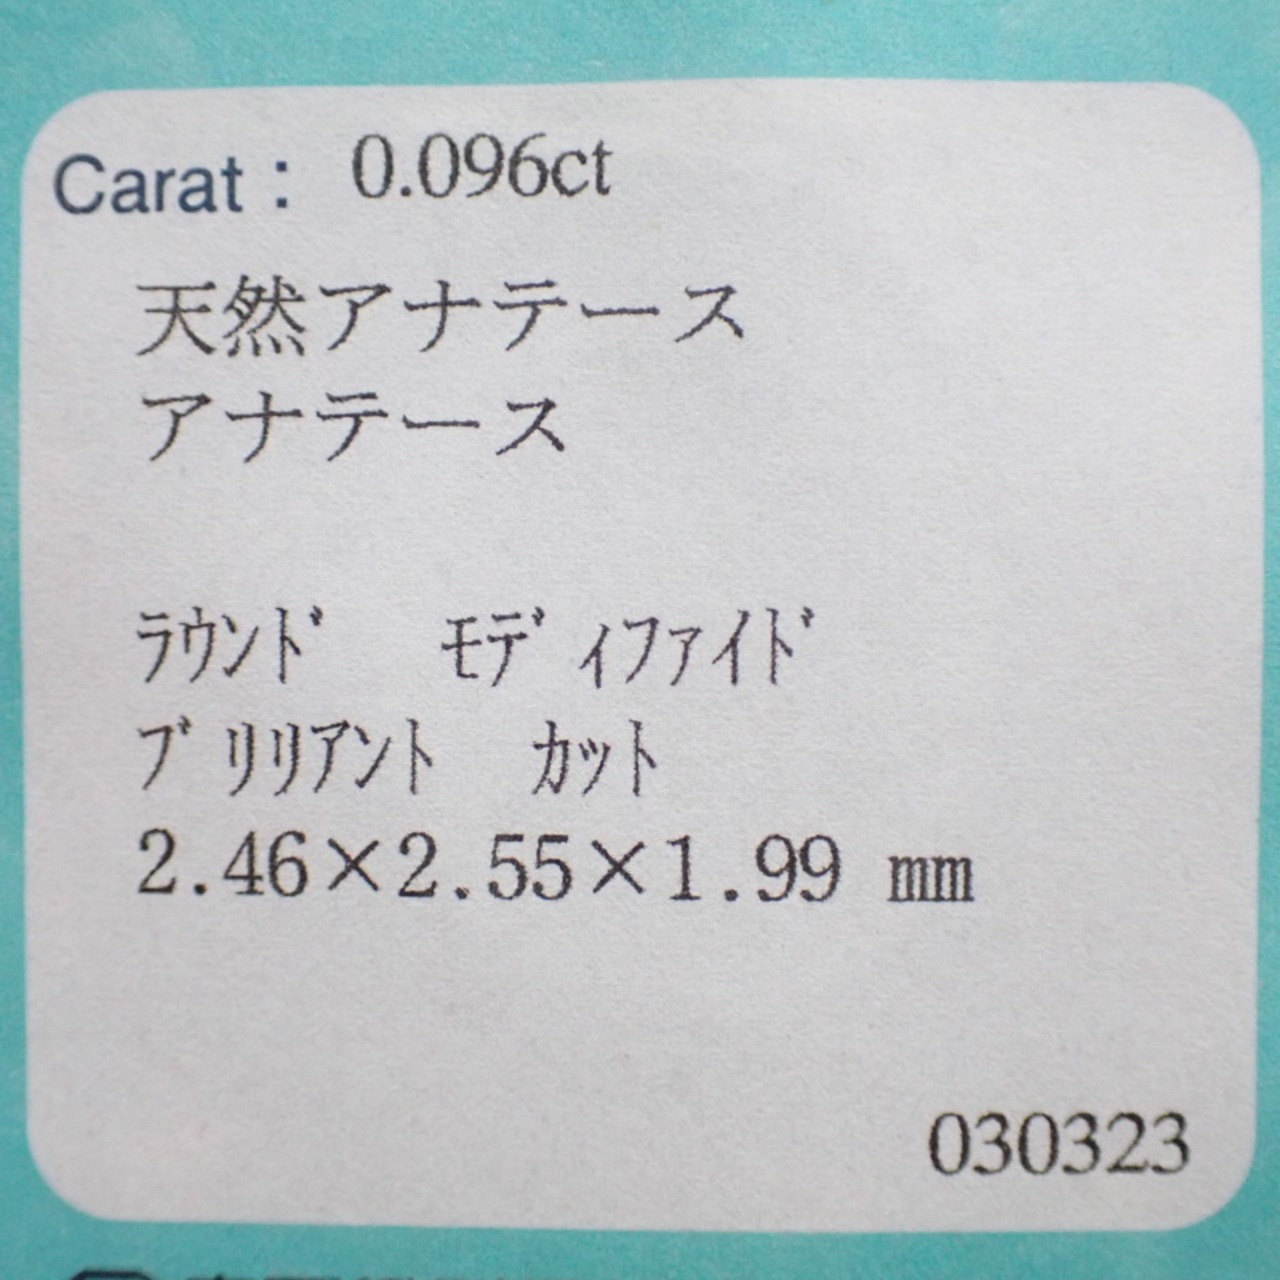 Carat： 0.096ct
天然アナテース
アナテース
ﾗｳﾝﾄﾞ ﾓﾃﾞｨﾌｧｲﾄﾞ
ﾌﾞﾘﾘｱﾝﾄ ｶｯﾄ
2.46×2.55×1.99 mm
030323